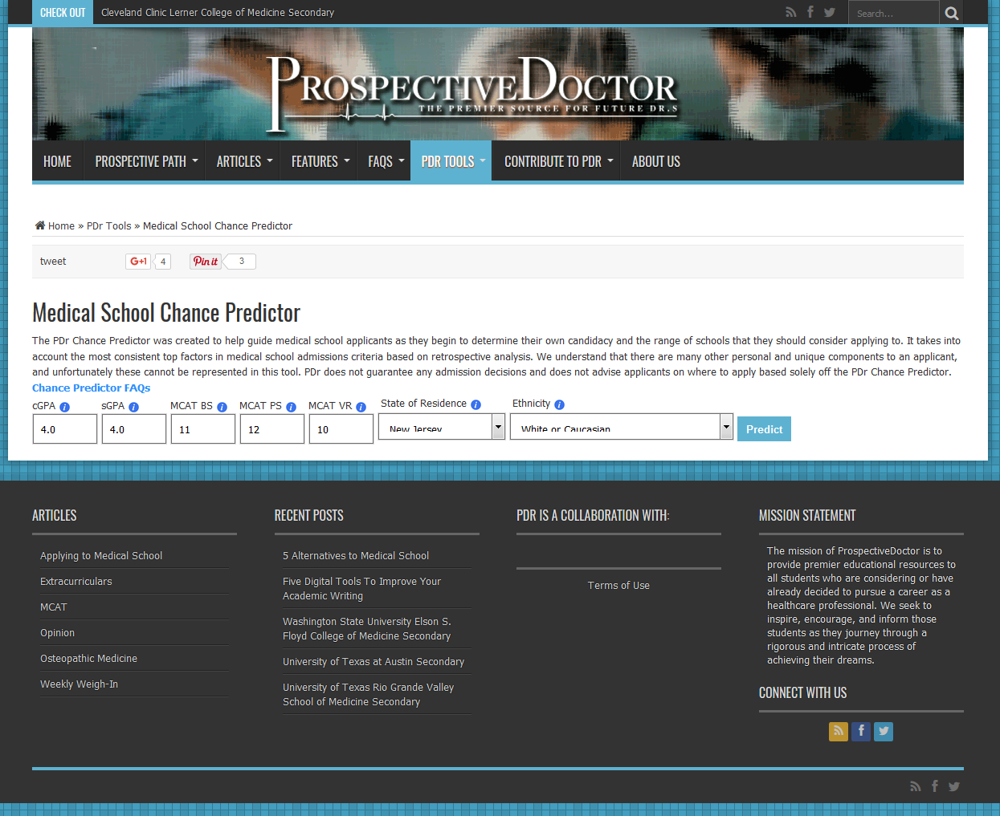 CHECK OUT
Cleveland Clinic Lerner College of Medicine Secondary
Search...
PROSPECTIVEDOCTOR
THE PREMIER SOURCE FOR FUTURE DR.S
HOME PROSPECTIVE PATH ARTICLES FEATURES FAQS PDR TOOLS CONTRIBUTE TO PDR ABOUT US
Home » PDr Tools » Medical School Chance Predictor
tweet G+1 4 Pin it 3
Medical School Chance Predictor
The PDr Chance Predictor was created to help guide medical school applicants as they begin to determine their own candidacy and the range of schools that they should consider applying to. It takes into
account the most consistent top factors in medical school admissions criteria based on retrospective analysis. We understand that there are many other personal and unique components to an applicant,
and unfortunately these cannot be represented in this tool. PDr does not guarantee any admission decisions and does not advise applicants on where to apply based solely off the PDr Chance Predictor.
Chance Predictor FAQs
cGPA i sGPA i MCAT BS i MCAT PS i MCAT VR i State of Residence i Ethnicity i
4.0 4.0 11 12 10 New Jersey White or Caucasian Predict
ARTICLES
Applying to Medical School
Extracurriculars
MCAT
Opinion
Osteopathic Medicine
Weekly Weigh-In
RECENT POSTS
5 Alternatives to Medical School
Five Digital Tools To Improve Your
Academic Writing
Washington State University Elson S.
Floyd College of Medicine Secondary
University of Texas at Austin Secondary
University of Texas Rio Grande Valley
School of Medicine Secondary
PDR IS A COLLABORATION WITH:
Terms of Use
MISSION STATEMENT
The mission of ProspectiveDoctor is to
provide premier educational resources to
all students who are considering or have
already decided to pursue a career as a
healthcare professional. We seek to
inspire, encourage, and inform those
students as they journey through a
rigorous and intricate process of
achieving their dreams.
CONNECT WITH US